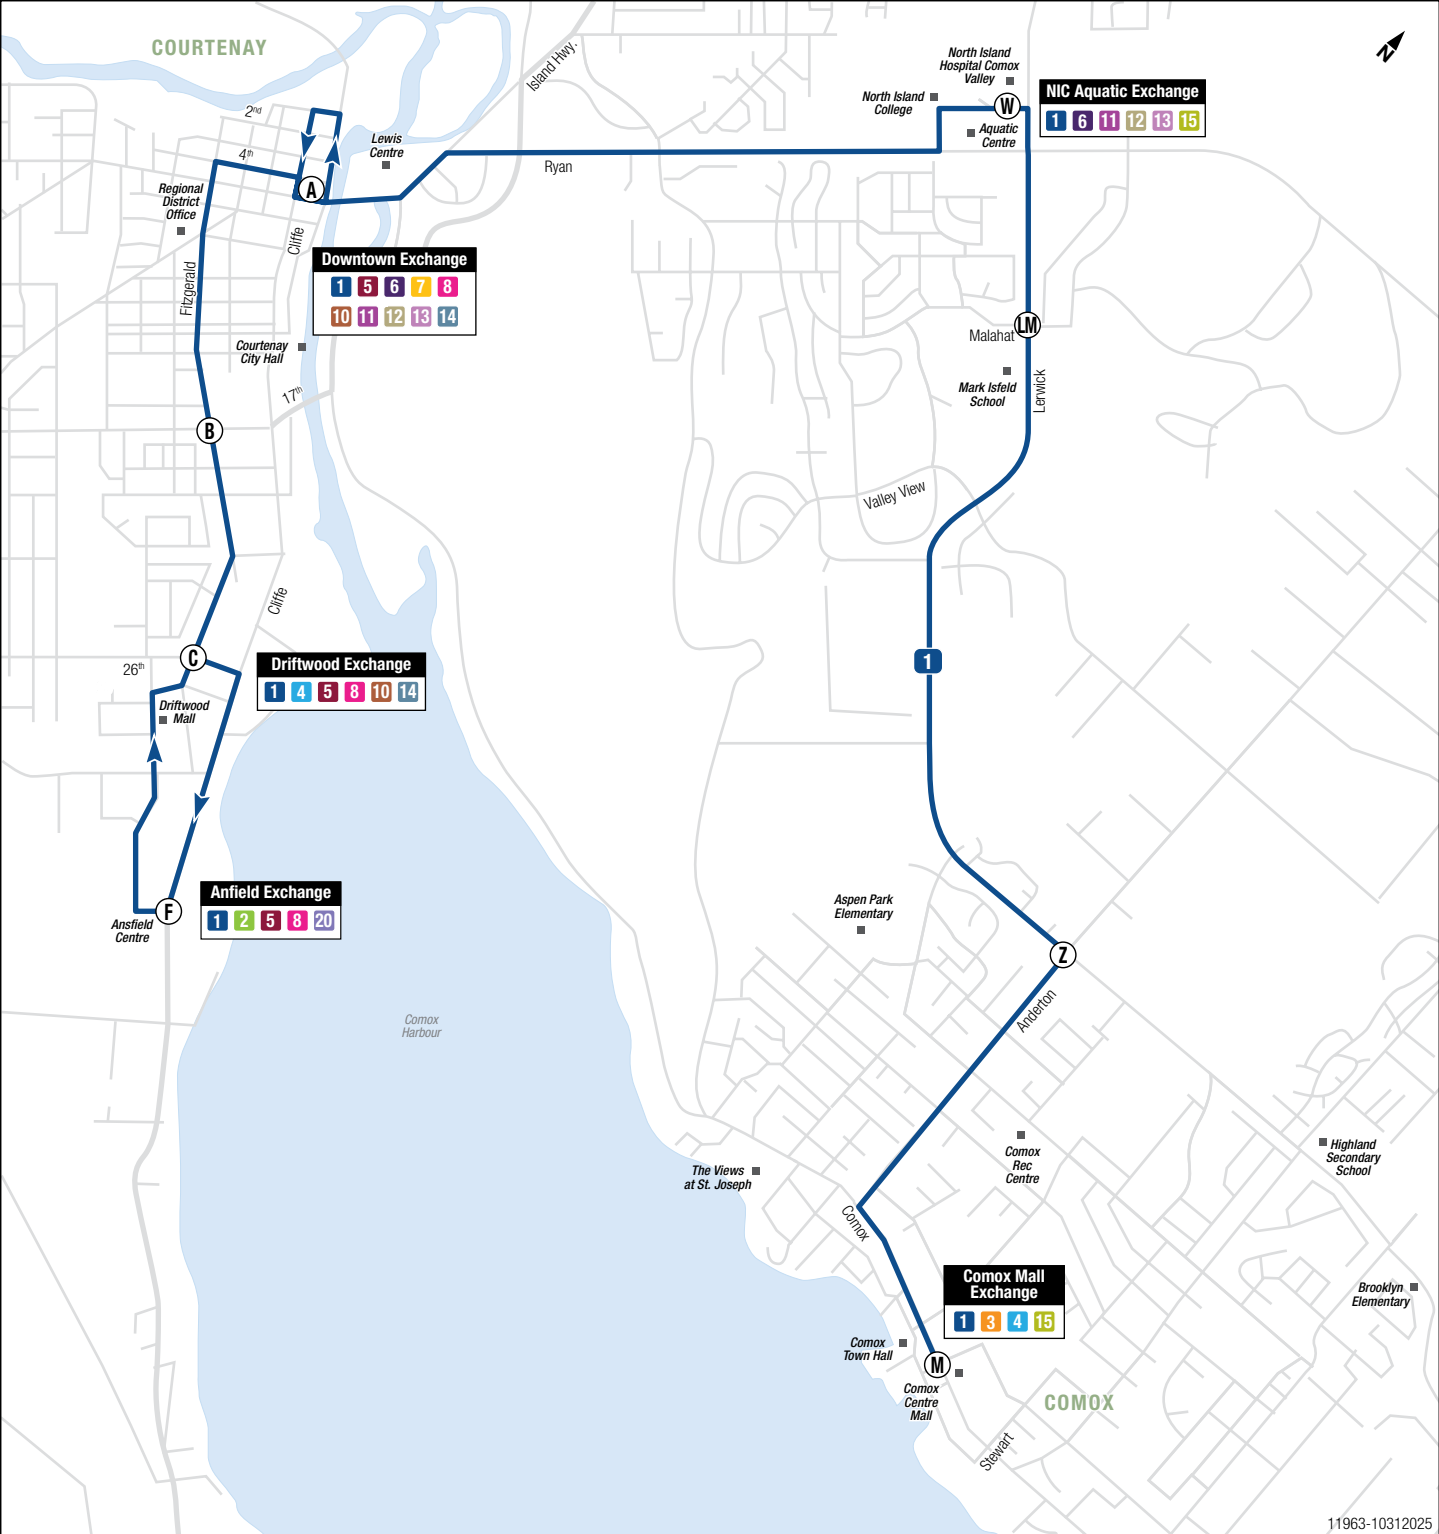 COURTENAY
N
Island Hwy.
North Island
Hospital Comox
Valley
North Island
College
W
Aquatic
Centre
NIC Aquatic Exchange
1 6 11 12 13 15
2nd
4th
Lewis
Centre
Ryan
A
Regional
District
Office
Cliffe
Fitzgerald
Downtown Exchange
1 5 6 7 8
10 11 12 13 14
Courtenay
City Hall
17th
B
LM
Malahat
Mark Isfeld
School
Lerwick
Valley View
Cliffe
C
26th
Driftwood Exchange
1 4 5 8 10 14
Driftwood
Mall
1
F
Ansfield
Centre
Anfield Exchange
1 2 5 8 20
Aspen Park
Elementary
Z
Anderton
Comox
Harbour
The Views
at St. Joseph
Comox
Rec
Centre
Highland
Secondary
School
Comox
Comox Mall
Exchange
1 3 4 15
Brooklyn
Elementary
Comox
Town Hall
M
Comox
Centre
Mall
COMOX
Stewart
11963-10312025